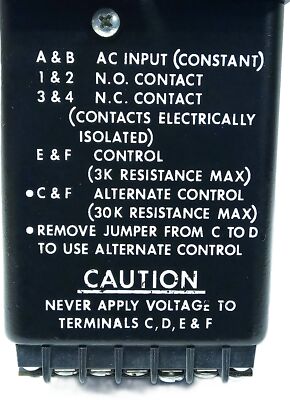 A & B AC INPUT (CONSTANT)
1 & 2 N.O. CONTACT
3 & 4 N.C. CONTACT
(CONTACTS ELECTRICALLY
ISOLATED)
E & F CONTROL
(3K RESISTANCE MAX)
• C & F ALTERNATE CONTROL
(30K RESISTANCE MAX)
• REMOVE JUMPER FROM C TO D
TO USE ALTERNATE CONTROL
CAUTION
NEVER APPLY VOLTAGE TO
TERMINALS C, D, E & F